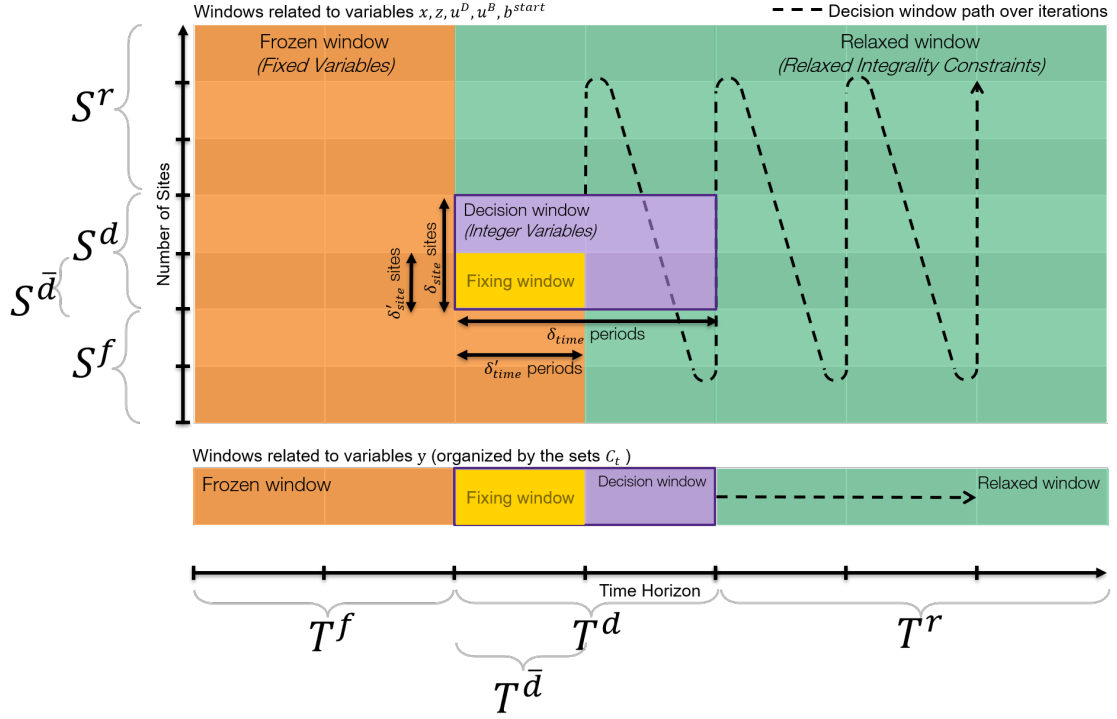 Windows related to variables x, z, u^D, u^B, b^start
Decision window path over iterations
Frozen window
(Fixed Variables)
Relaxed window
(Relaxed Integrality Constraints)
S^r
Number of Sites
S^d
S^d̄
S^f
Decision window
(Integer Variables)
δ'_site sites
δ_site sites
Fixing window
δ_time periods
δ'_time periods
Windows related to variables y (organized by the sets C_t )
Frozen window
Fixing window
Decision window
Relaxed window
Time Horizon
T^f
T^d
T^r
T^d̄